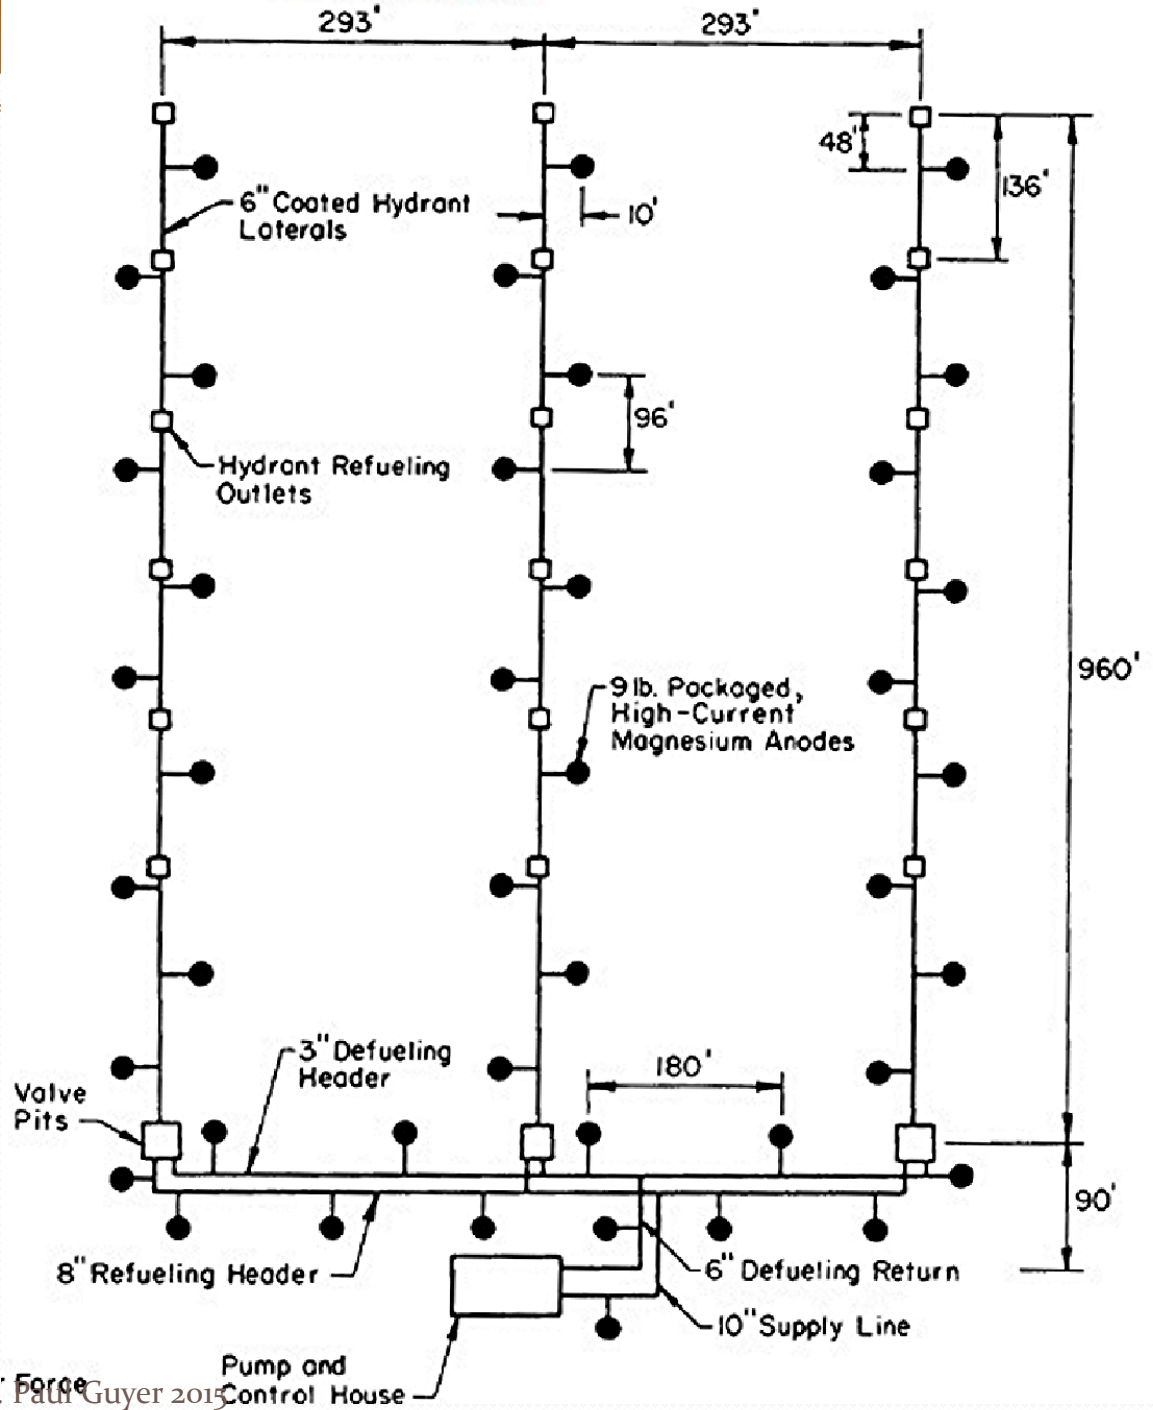 293'
293'
48'
136'
6" Coated Hydrant
Laterals
10'
96'
Hydrant Refueling
Outlets
960'
9 lb. Packaged,
High-Current
Magnesium Anodes
3" Defueling
Header
180'
Valve
Pits
90'
8" Refueling Header
6" Defueling Return
10" Supply Line
Pump and
Control House
Force
Paul Guyer 2015